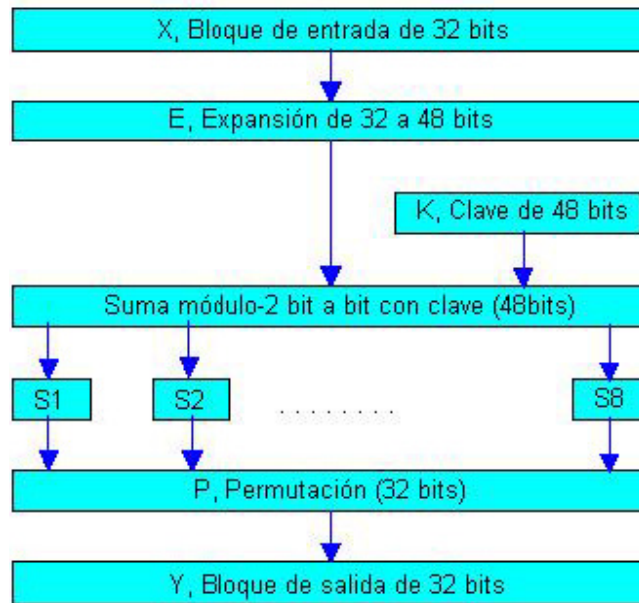 X, Bloque de entrada de 32 bits
E, Expansión de 32 a 48 bits
K, Clave de 48 bits
Suma módulo-2 bit a bit con clave (48bits)
S1 S2 ........ S8
P, Permutación (32 bits)
Y, Bloque de salida de 32 bits